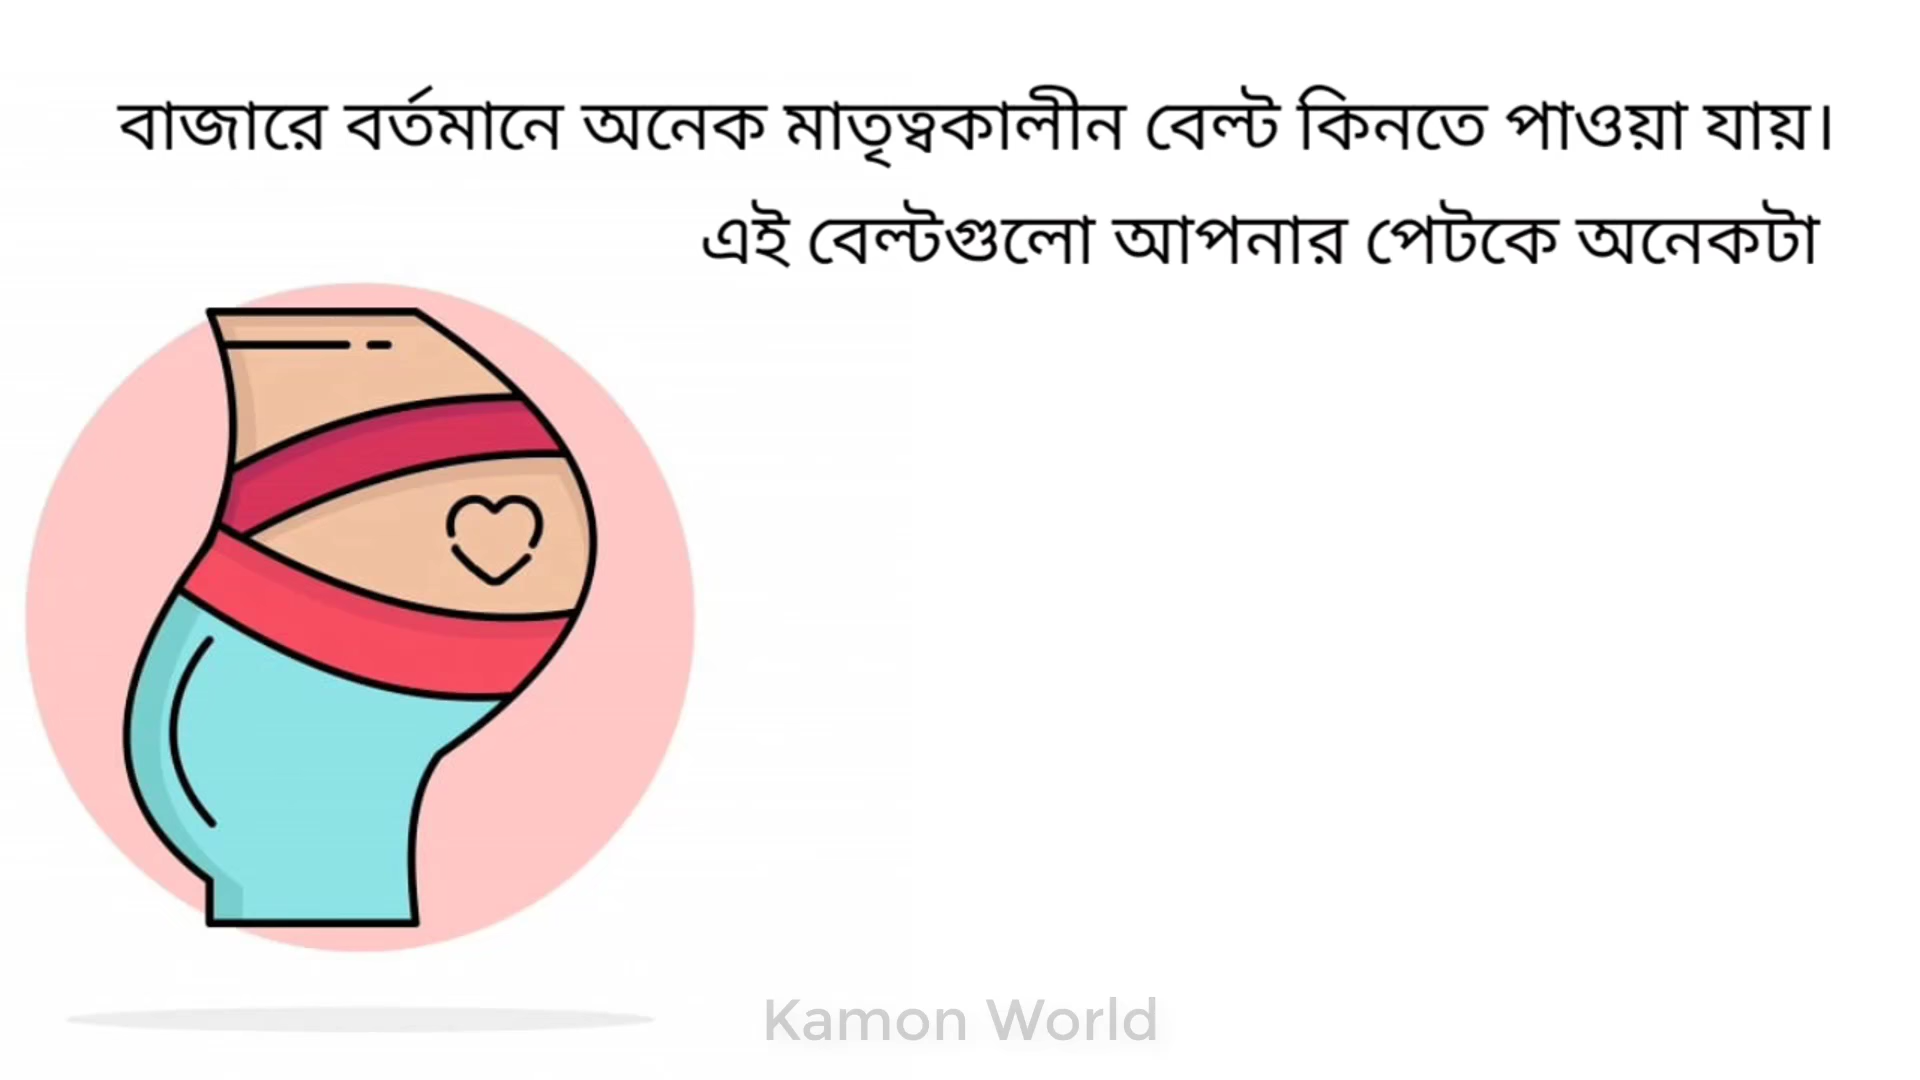 বাজারে বর্তমানে অনেক মাতৃত্বকালীন বেল্ট কিনতে পাওয়া যায়।
এই বেল্টগুলো আপনার পেটকে অনেকটা
Kamon World